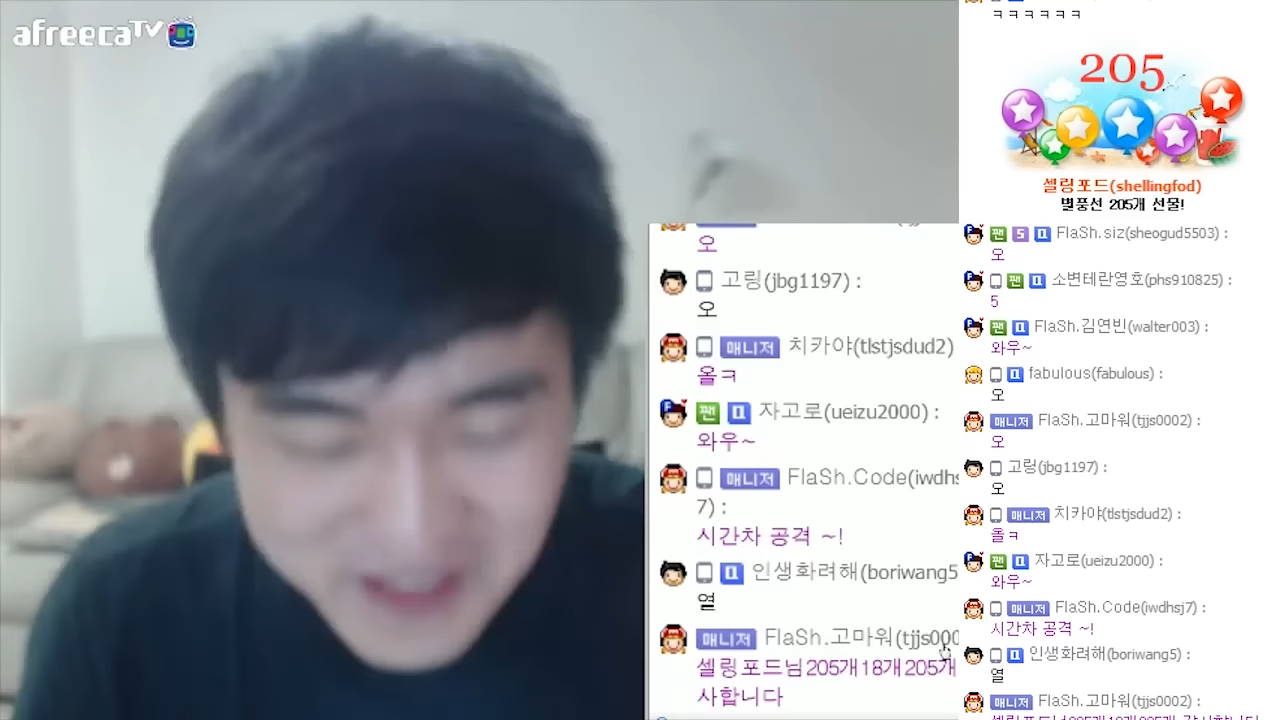 afreecaTV
오
고링(jbg1197) :
오
매니저 치카야(tlstjsdud2)
올ㅋ
팬 자고로(ueizu2000) :
와우~
매니저 FlaSh.Code(iwdhs
7) :
시간차 공격 ~!
인생화려해(boriwang5
열
매니저 FlaSh.고마워(tjjs000
셀링포드님205개18개205개
사합니다
ㅋㅋㅋㅋㅋㅋ
205
셀링포드(shellingfod)
별풍선 205개 선물!
팬 5 FlaSh.siz(sheogud5503) :
오
팬 소변테란영호(phs910825) :
5
팬 FlaSh.김연빈(walter003) :
와우~
fabulous(fabulous) :
오
매니저 FlaSh.고마워(tjjs0002) :
오
고링(jbg1197) :
오
매니저 치카야(tlstjsdud2) :
올ㅋ
팬 자고로(ueizu2000) :
와우~
매니저 FlaSh.Code(iwdhsj7) :
시간차 공격 ~!
인생화려해(boriwang5) :
열
매니저 FlaSh.고마워(tjjs0002) :